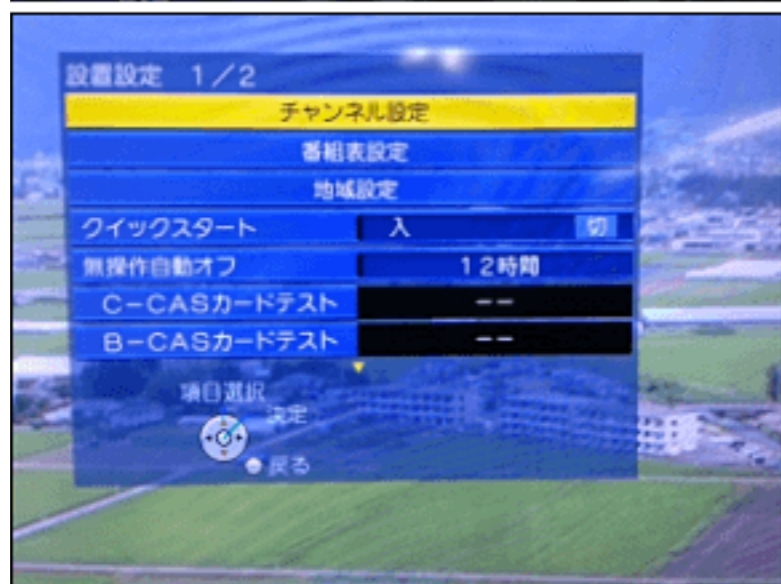 設置設定 1/2
チャンネル設定
番組表設定
地域設定
クイックスタート 入 切
無操作自動オフ 12時間
C-CASカードテスト --
B-CASカードテスト --
項目選択
決定
戻る